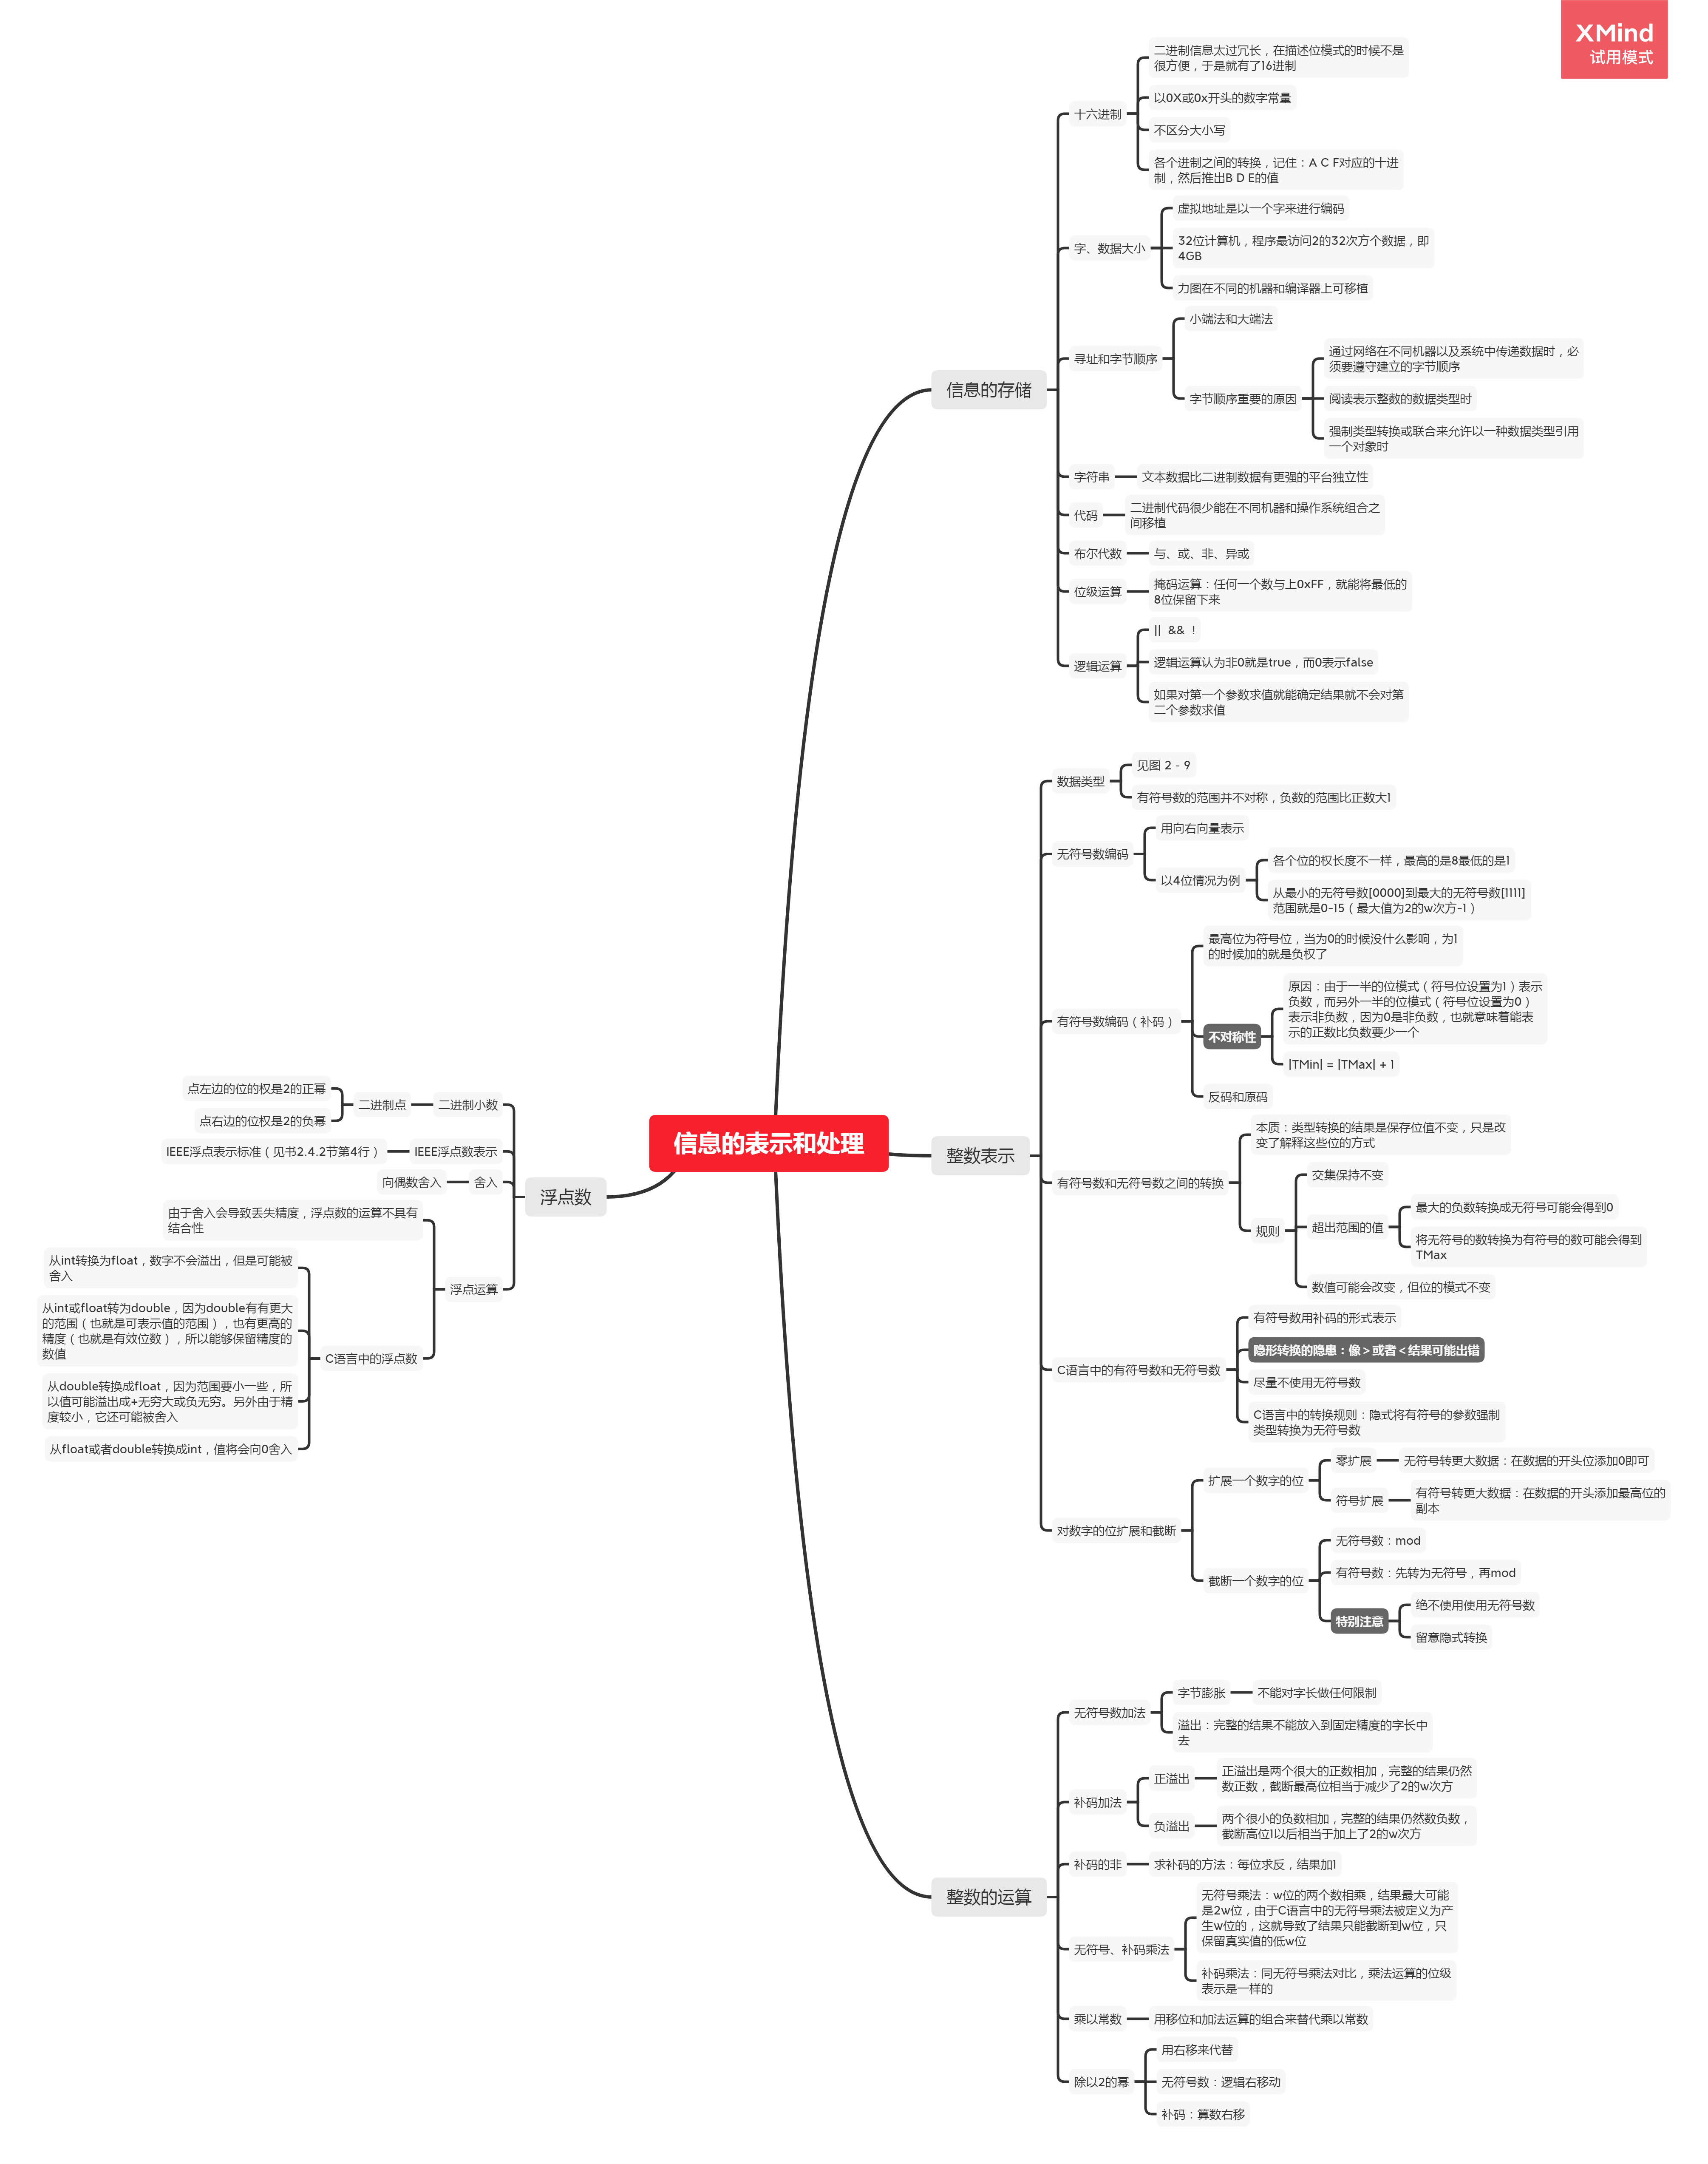 XMind
试用模式
信息的表示和处理
信息的存储
十六进制
二进制信息太过冗长，在描述位模式的时候不是
很方便，于是就有了16进制
以0X或0x开头的数字常量
不区分大小写
各个进制之间的转换，记住：A C F对应的十进
制，然后推出B D E的值
字、数据大小
虚拟地址是以一个字来进行编码
32位计算机，程序最访问2的32次方个数据，即
4GB
力图在不同的机器和编译器上可移植
寻址和字节顺序
小端法和大端法
字节顺序重要的原因
通过网络在不同机器以及系统中传递数据时，必
须要遵守建立的字节顺序
阅读表示整数的数据类型时
强制类型转换或联合来允许以一种数据类型引用
一个对象时
字符串
文本数据比二进制数据有更强的平台独立性
代码
二进制代码很少能在不同机器和操作系统组合之
间移植
布尔代数
与、或、非、异或
位级运算
掩码运算：任何一个数与上0xFF，就能将最低的
8位保留下来
逻辑运算
|| && !
逻辑运算认为非0就是true，而0表示false
如果对第一个参数求值就能确定结果就不会对第
二个参数求值
整数表示
数据类型
见图 2 - 9
有符号数的范围并不对称，负数的范围比正数大1
无符号数编码
用向右向量表示
以4位情况为例
各个位的权长度不一样，最高的是8最低的是1
从最小的无符号数[0000]到最大的无符号数[1111]
范围就是0-15（最大值为2的w次方-1）
有符号数编码（补码）
最高位为符号位，当为0的时候没什么影响，为1
的时候加的就是负权了
不对称性
原因：由于一半的位模式（符号位设置为1）表示
负数，而另外一半的位模式（符号位设置为0）
表示非负数，因为0是非负数，也就意味着能表
示的正数比负数要少一个
|TMin| = |TMax| + 1
反码和原码
有符号数和无符号数之间的转换
本质：类型转换的结果是保存位值不变，只是改
变了解释这些位的方式
规则
交集保持不变
超出范围的值
最大的负数转换成无符号可能会得到0
将无符号的数转换为有符号的数可能会得到
TMax
数值可能会改变，但位的模式不变
C语言中的有符号数和无符号数
有符号数用补码的形式表示
隐形转换的隐患：像 > 或者 < 结果可能出错
尽量不使用无符号数
C语言中的转换规则：隐式将有符号的参数强制
类型转换为无符号数
对数字的位扩展和截断
扩展一个数字的位
零扩展
无符号转更大数据：在数据的开头位添加0即可
符号扩展
有符号转更大数据：在数据的开头添加最高位的
副本
截断一个数字的位
无符号数：mod
有符号数：先转为无符号，再mod
特别注意
绝不使用使用无符号数
留意隐式转换
整数的运算
无符号数加法
字节膨胀
不能对字长做任何限制
溢出：完整的结果不能放入到固定精度的字长中
去
补码加法
正溢出
正溢出是两个很大的正数相加，完整的结果仍然
数正数，截断最高位相当于减少了2的w次方
负溢出
两个很小的负数相加，完整的结果仍然数负数，
截断高位1以后相当于加上了2的w次方
补码的非
求补码的方法：每位求反，结果加1
无符号、补码乘法
无符号乘法：w位的两个数相乘，结果最大可能
是2w位，由于C语言中的无符号乘法被定义为产
生w位的，这就导致了结果只能截断到w位，只
保留真实值的低w位
补码乘法：同无符号乘法对比，乘法运算的位级
表示是一样的
乘以常数
用移位和加法运算的组合来替代乘以常数
除以2的幂
用右移来代替
无符号数：逻辑右移动
补码：算数右移
浮点数
二进制小数
二进制点
点左边的位的权是2的正幂
点右边的位权是2的负幂
IEEE浮点数表示
IEEE浮点表示标准（见书2.4.2节第4行）
舍入
向偶数舍入
浮点运算
由于舍入会导致丢失精度，浮点数的运算不具有
结合性
C语言中的浮点数
从int转换为float，数字不会溢出，但是可能被
舍入
从int或float转为double，因为double有有更大
的范围（也就是可表示值的范围），也有更高的
精度（也就是有效位数），所以能够保留精度的
数值
从double转换成float，因为范围要小一些，所
以值可能溢出成+无穷大或负无穷。另外由于精
度较小，它还可能被舍入
从float或者double转换成int，值将会向0舍入